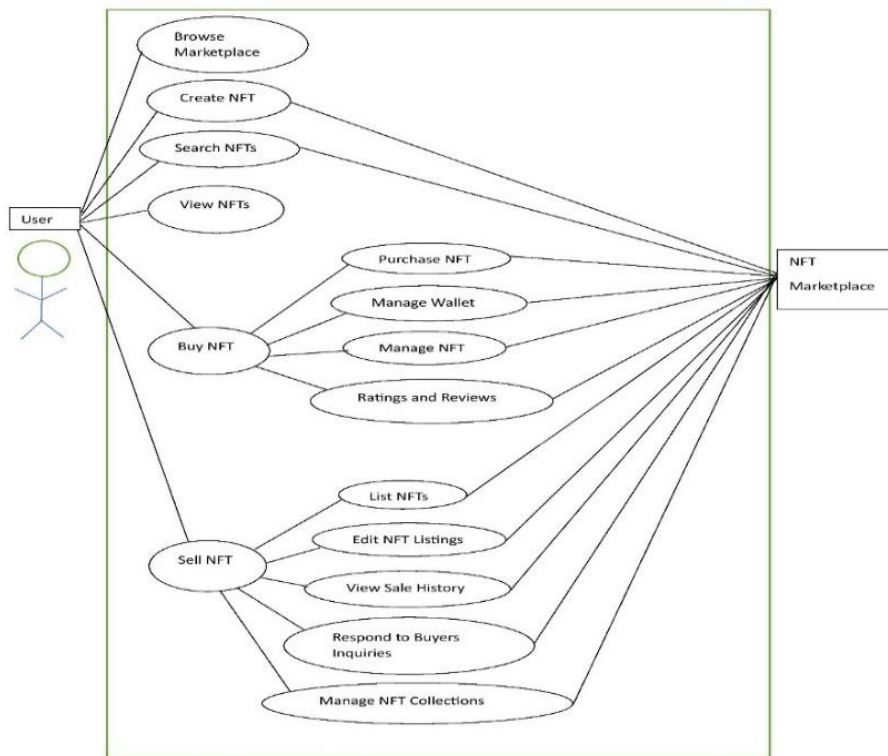 Browse
Marketplace
Create NFT
Search NFTs
User
View NFTs
Purchase NFT
NFT
Marketplace
Manage Wallet
Buy NFT
Manage NFT
Ratings and Reviews
List NFTs
Edit NFT Listings
Sell NFT
View Sale History
Respond to Buyers
Inquiries
Manage NFT Collections